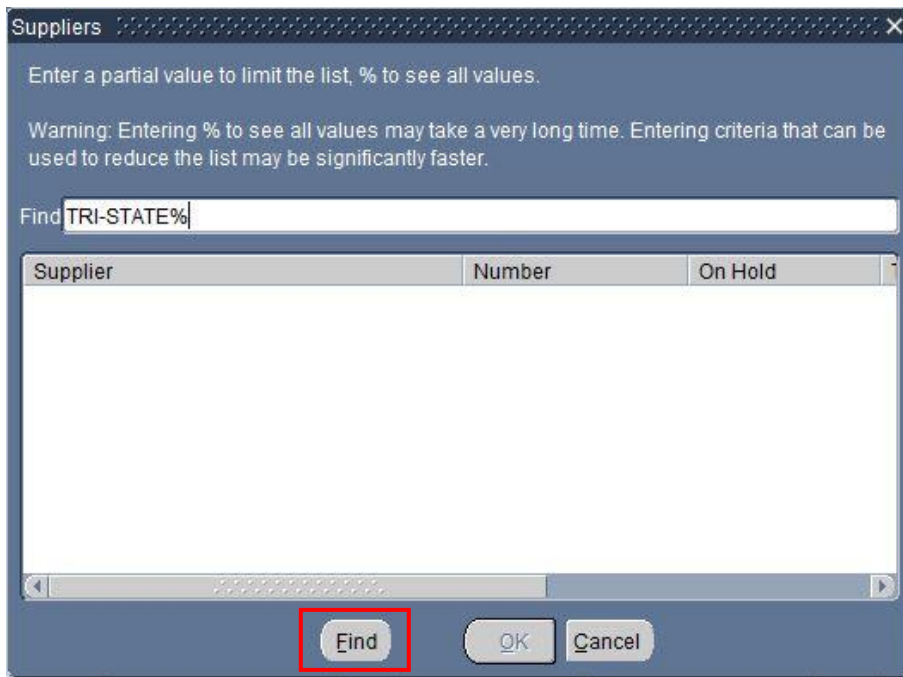 Suppliers
Enter a partial value to limit the list, % to see all values.
Warning: Entering % to see all values may take a very long time. Entering criteria that can be
used to reduce the list may be significantly faster.
Find TRI-STATE%
Supplier Number On Hold
Find OK Cancel